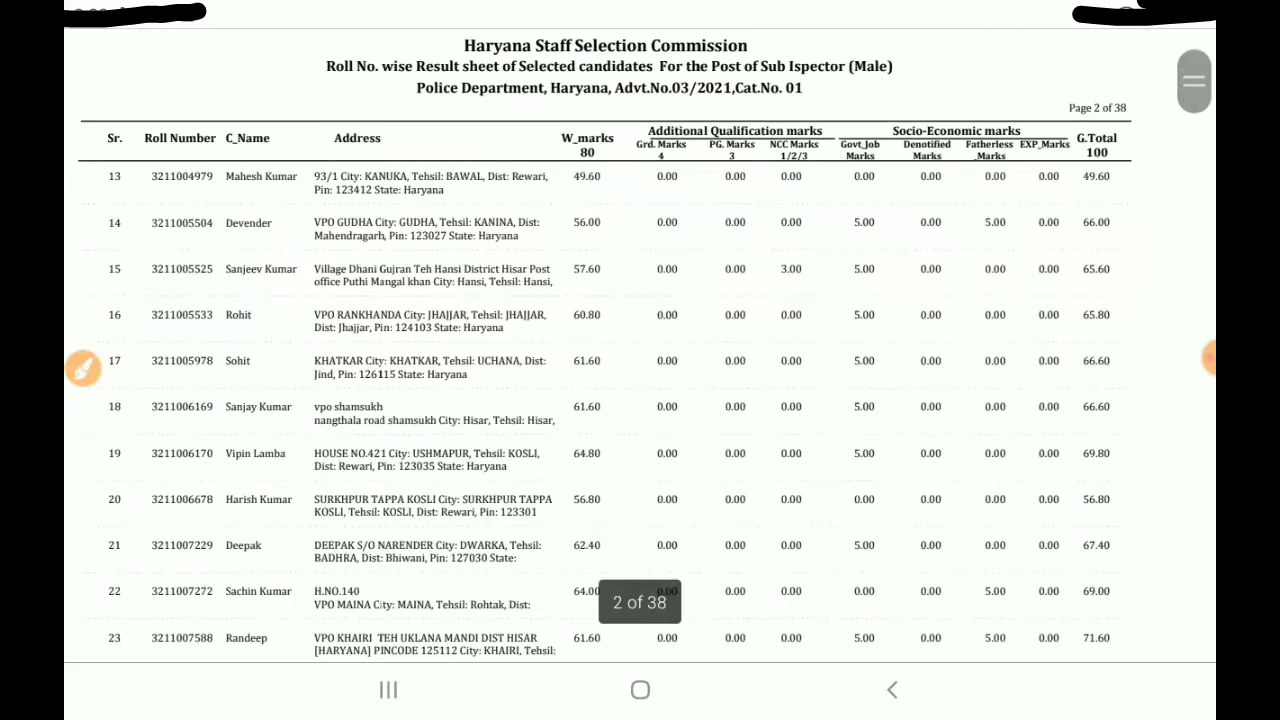 Haryana Staff Selection Commission
Roll No. wise Result sheet of Selected candidates For the Post of Sub Ispector (Male)
Police Department, Haryana, Advt.No.03/2021,Cat.No. 01
Page 2 of 38
Sr. Roll Number C_Name Address W_marks 80 Additional Qualification marks Socio-Economic marks G.Total 100
Grd. Marks 4 PG. Marks 3 NCC Marks 1/2/3 Govt_Job Marks Denotified Marks Fatherless _Marks EXP_Marks
13 3211004979 Mahesh Kumar 93/1 City: KANUKA, Tehsil: BAWAL, Dist: Rewari, 49.60 0.00 0.00 0.00 0.00 0.00 0.00 0.00 49.60
Pin: 123412 State: Haryana
14 3211005504 Devender VPO GUDHA City: GUDHA, Tehsil: KANINA, Dist: 56.00 0.00 0.00 0.00 5.00 0.00 5.00 0.00 66.00
Mahendragarh, Pin: 123027 State: Haryana
15 3211005525 Sanjeev Kumar Village Dhani Gujran Teh Hansi District Hisar Post 57.60 0.00 0.00 3.00 5.00 0.00 0.00 0.00 65.60
office Puthi Mangal khan City: Hansi, Tehsil: Hansi,
16 3211005533 Rohit VPO RANKHANDA City: JHAJJAR, Tehsil: JHAJJAR, 60.80 0.00 0.00 0.00 5.00 0.00 0.00 0.00 65.80
Dist: Jhajjar, Pin: 124103 State: Haryana
17 3211005978 Sohit KHATKAR City: KHATKAR, Tehsil: UCHANA, Dist: 61.60 0.00 0.00 0.00 5.00 0.00 0.00 0.00 66.60
Jind, Pin: 126115 State: Haryana
18 3211006169 Sanjay Kumar vpo shamsukh 61.60 0.00 0.00 0.00 5.00 0.00 0.00 0.00 66.60
nangthala road shamsukh City: Hisar, Tehsil: Hisar,
19 3211006170 Vipin Lamba HOUSE NO.421 City: USHMAPUR, Tehsil: KOSLI, 64.80 0.00 0.00 0.00 5.00 0.00 0.00 0.00 69.80
Dist: Rewari, Pin: 123035 State: Haryana
20 3211006678 Harish Kumar SURKHPUR TAPPA KOSLI City: SURKHPUR TAPPA 56.80 0.00 0.00 0.00 0.00 0.00 0.00 0.00 56.80
KOSLI, Tehsil: KOSLI, Dist: Rewari, Pin: 123301
21 3211007229 Deepak DEEPAK S/O NARENDER City: DWARKA, Tehsil: 62.40 0.00 0.00 0.00 5.00 0.00 0.00 0.00 67.40
BADHRA, Dist: Bhiwani, Pin: 127030 State:
22 3211007272 Sachin Kumar H.NO.140 64.00 0.00 0.00 0.00 0.00 0.00 5.00 0.00 69.00
VPO MAINA City: MAINA, Tehsil: Rohtak, Dist:
2 of 38
23 3211007588 Randeep VPO KHAIRI TEH UKLANA MANDI DIST HISAR 61.60 0.00 0.00 0.00 5.00 0.00 5.00 0.00 71.60
[HARYANA] PINCODE 125112 City: KHAIRI, Tehsil: